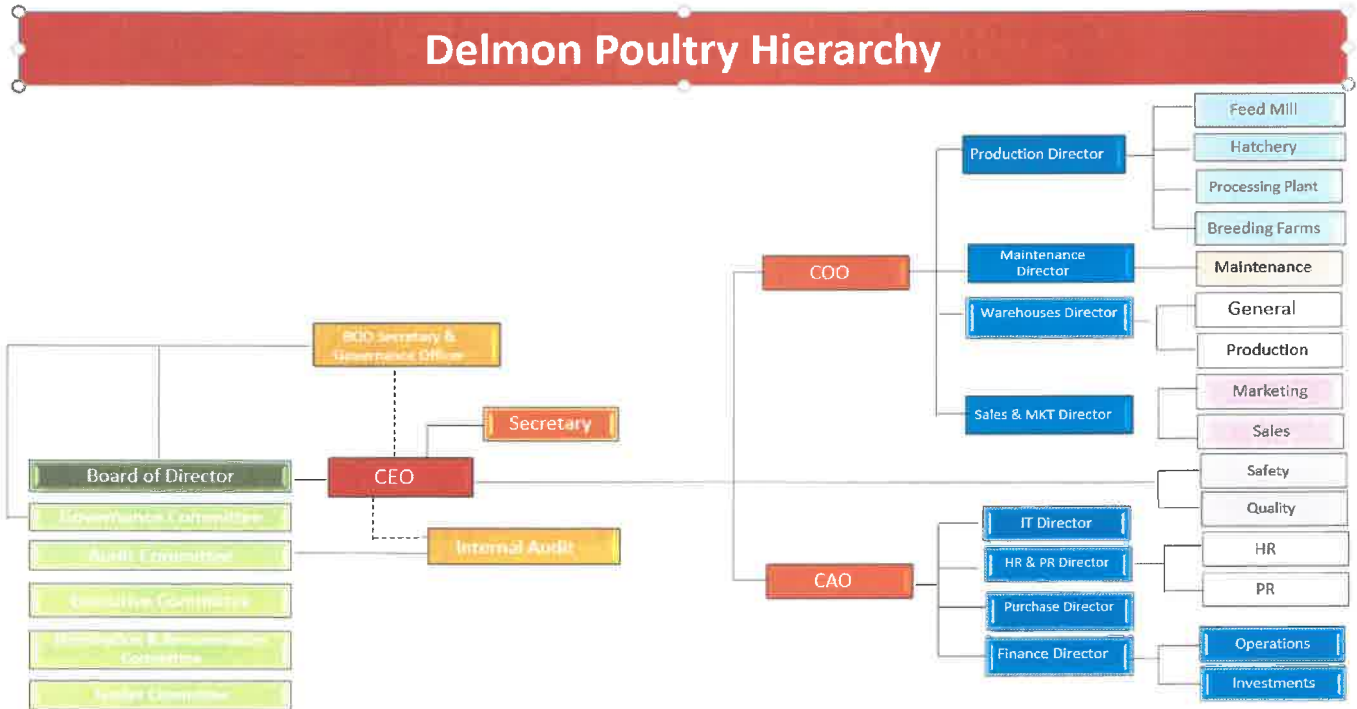 Delmon Poultry Hierarchy
Feed Mill
Production Director
Hatchery
Processing Plant
Breeding Farms
COO
Maintenance
Director
Maintenance
Warehouses Director
General
Production
BOD Secretary &
Governance Officer
Sales & MKT Director
Marketing
Sales
Secretary
Board of Director
CEO
Safety
Quality
Governance Committee
IT Director
Audit Committee
Internal Audit
HR & PR Director
HR
CAO
PR
Executive Committee
Purchase Director
Finance Director
Operations
Committee
Investments
Committee